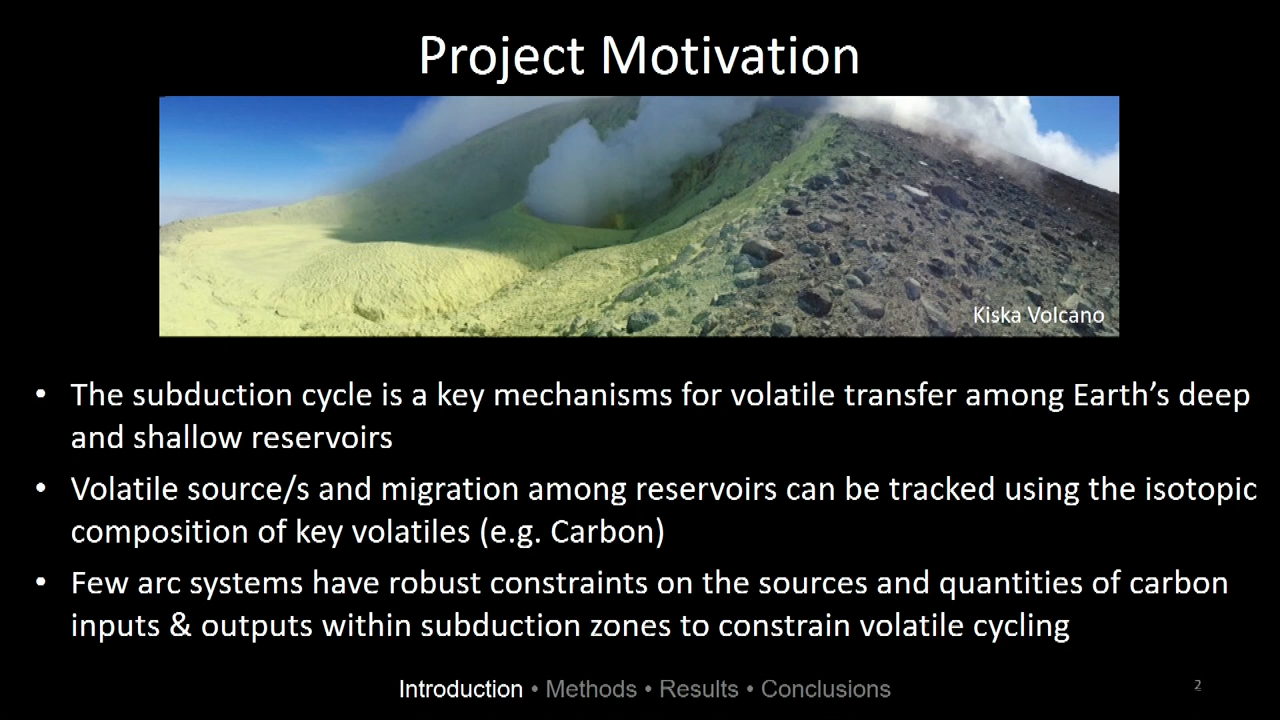 Project Motivation
Kiska Volcano
• The subduction cycle is a key mechanisms for volatile transfer among Earth’s deep
and shallow reservoirs
• Volatile source/s and migration among reservoirs can be tracked using the isotopic
composition of key volatiles (e.g. Carbon)
• Few arc systems have robust constraints on the sources and quantities of carbon
inputs & outputs within subduction zones to constrain volatile cycling
Introduction • Methods • Results • Conclusions
2